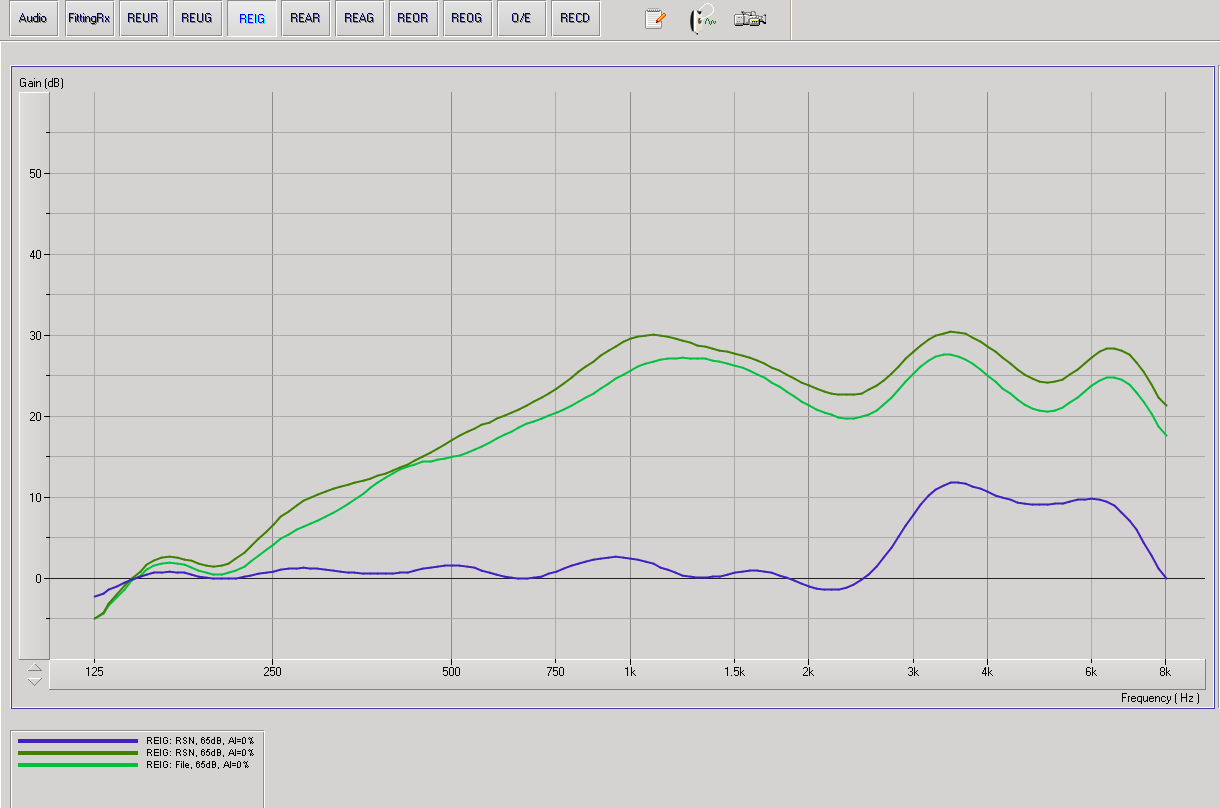 Audio FittingRx REUR REUG REIG REAR REAG REOR REOG O/E RECD
Gain (dB)
50
40
30
20
10
0
125 250 500 750 1k 1.5k 2k 3k 4k 6k 8k
Frequency ( Hz )
REIG: RSN, 65dB, AI=0%
REIG: RSN, 65dB, AI=0%
REIG: File, 65dB, AI=0%